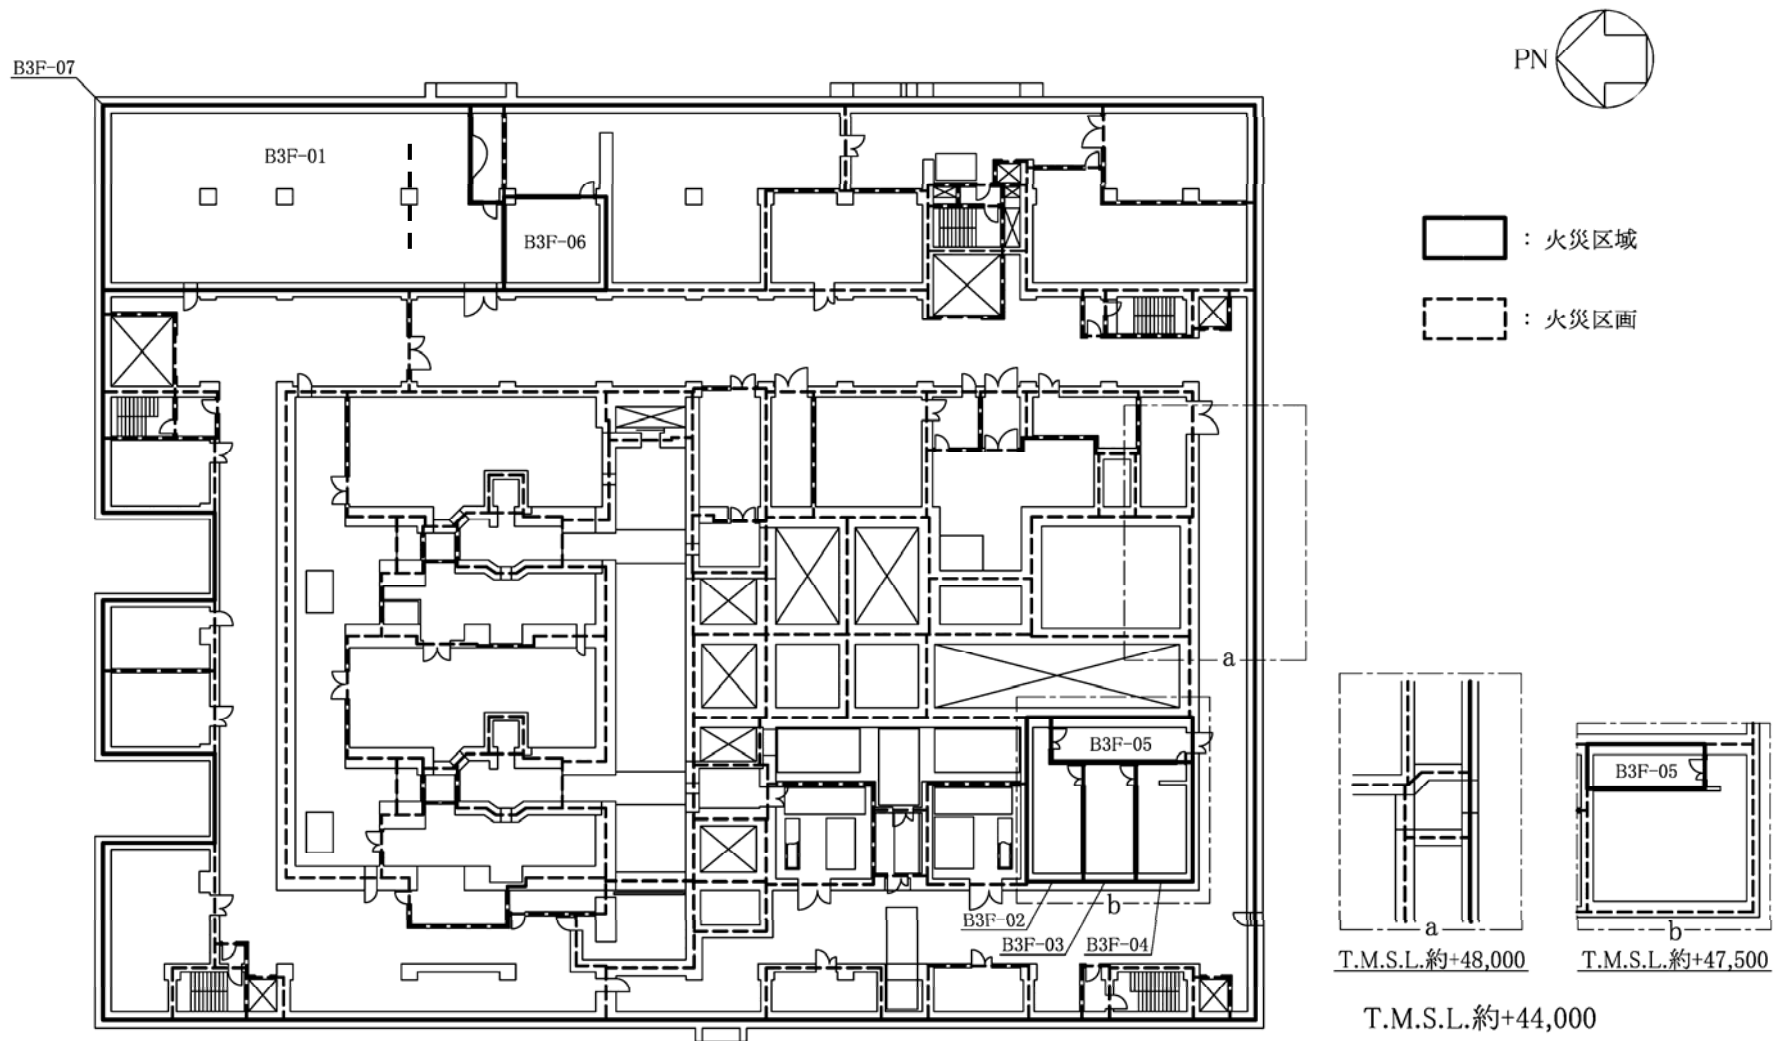 PN
B3F-07
B3F-01
B3F-06
：火災区域
：火災区画
a
B3F-05
B3F-02
b
B3F-03
B3F-04
a
T.M.S.L.約+48,000
B3F-05
b
T.M.S.L.約+47,500
T.M.S.L.約+44,000